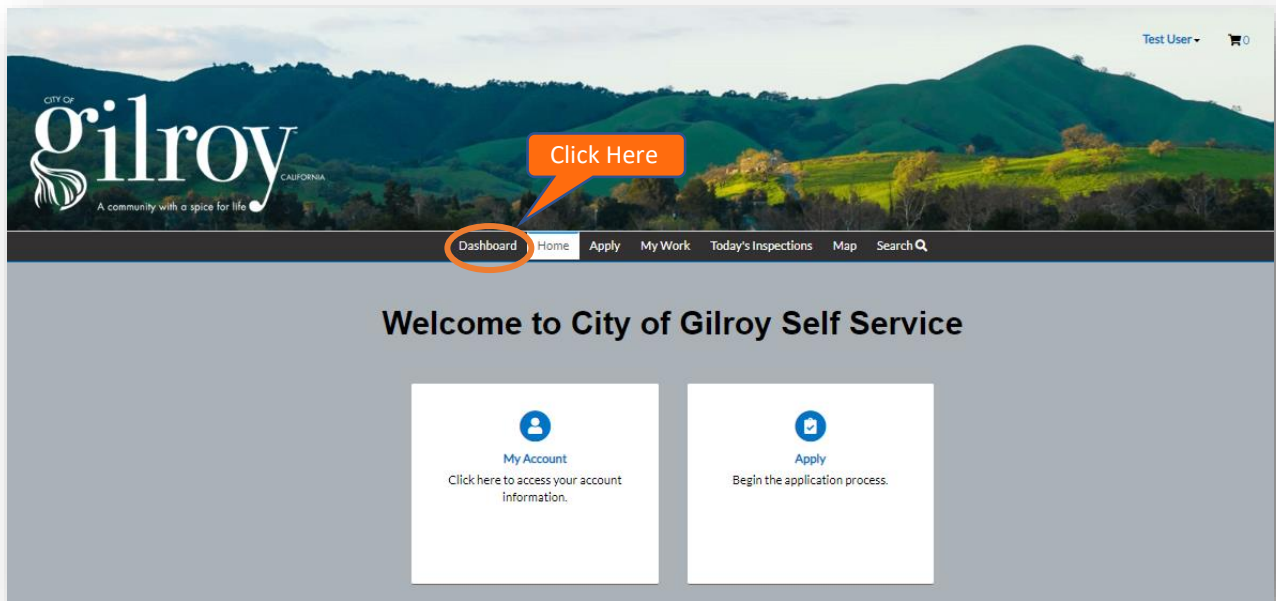 Test User 0
CITY OF
gilroy
CALIFORNIA
A community with a spice for life
Click Here
Dashboard Home Apply My Work Today's Inspections Map Search
Welcome to City of Gilroy Self Service
My Account
Click here to access your account
information.
Apply
Begin the application process.